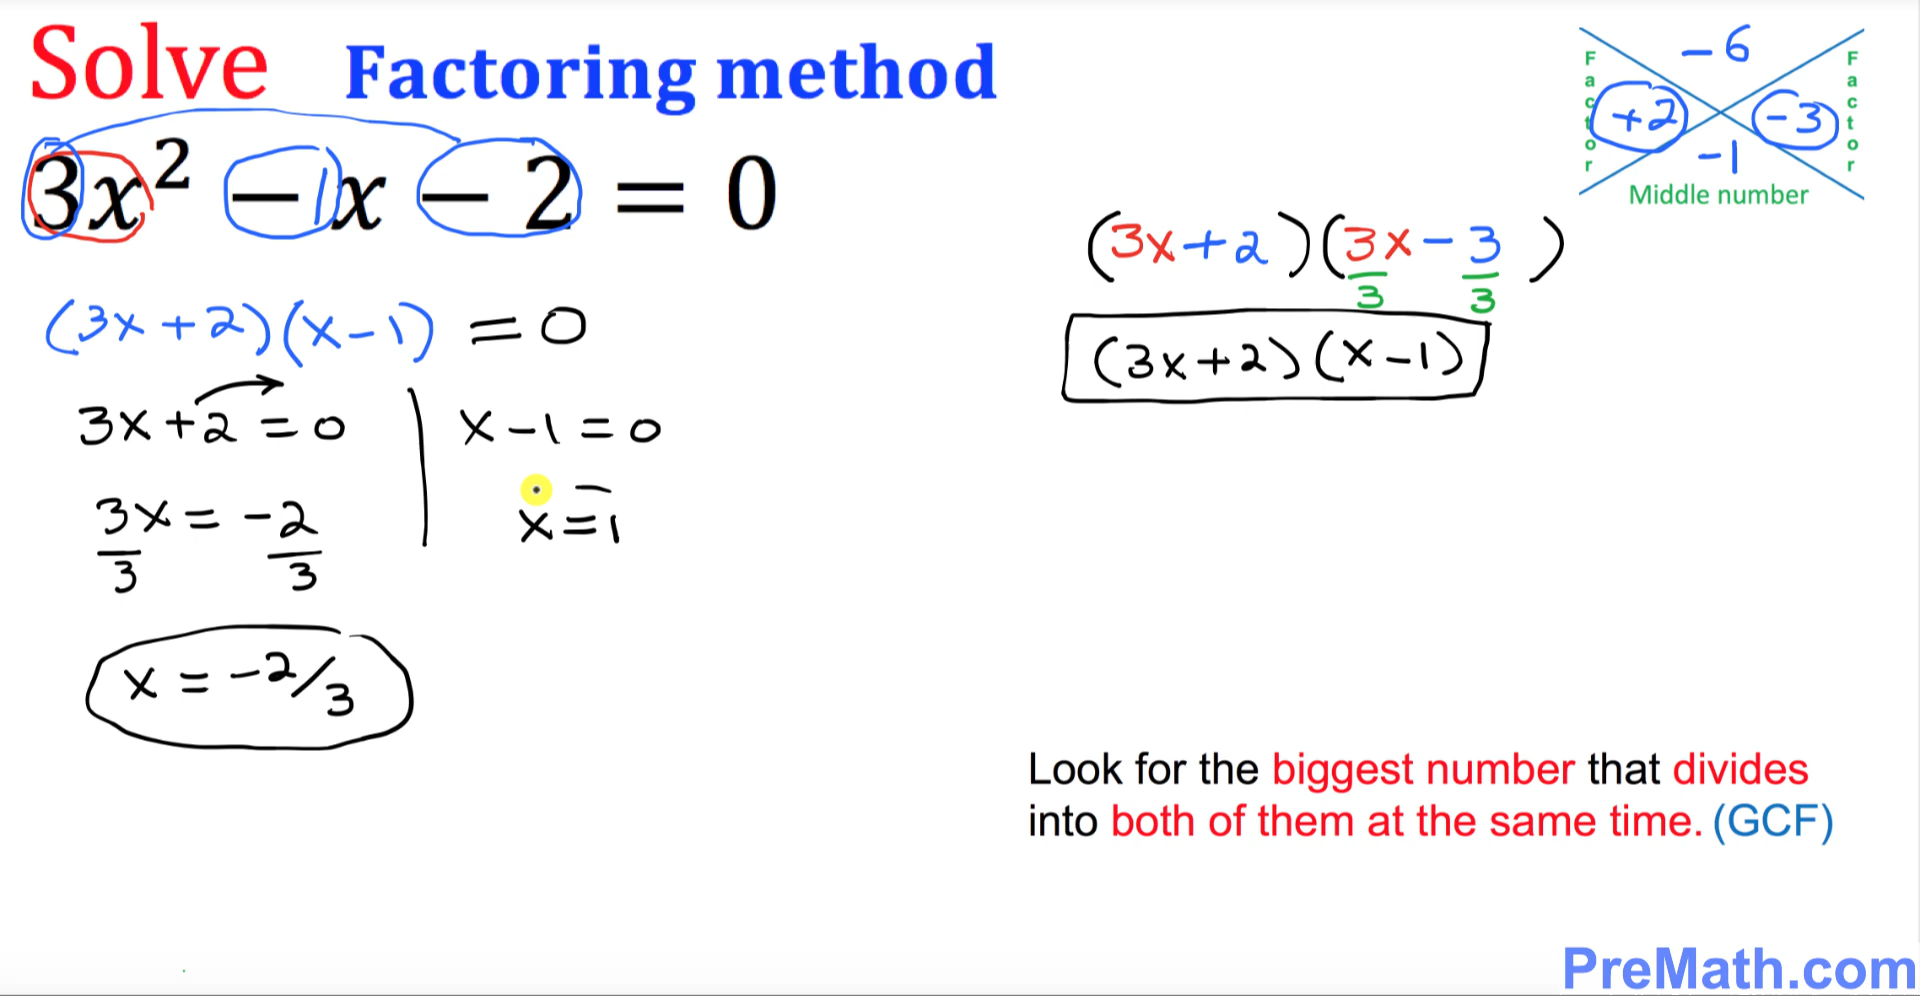 Solve Factoring method
3x² - 1x - 2 = 0
(3x + 2)(x - 1) = 0
3x + 2 = 0
3x = -2
3 3
x = -2/3
x - 1 = 0
x = 1
-6
Factor
+2
-3
Factor
-1
Middle number
(3x + 2)(3x - 3)
3 3
(3x + 2)(x - 1)
Look for the biggest number that divides
into both of them at the same time. (GCF)
PreMath.com